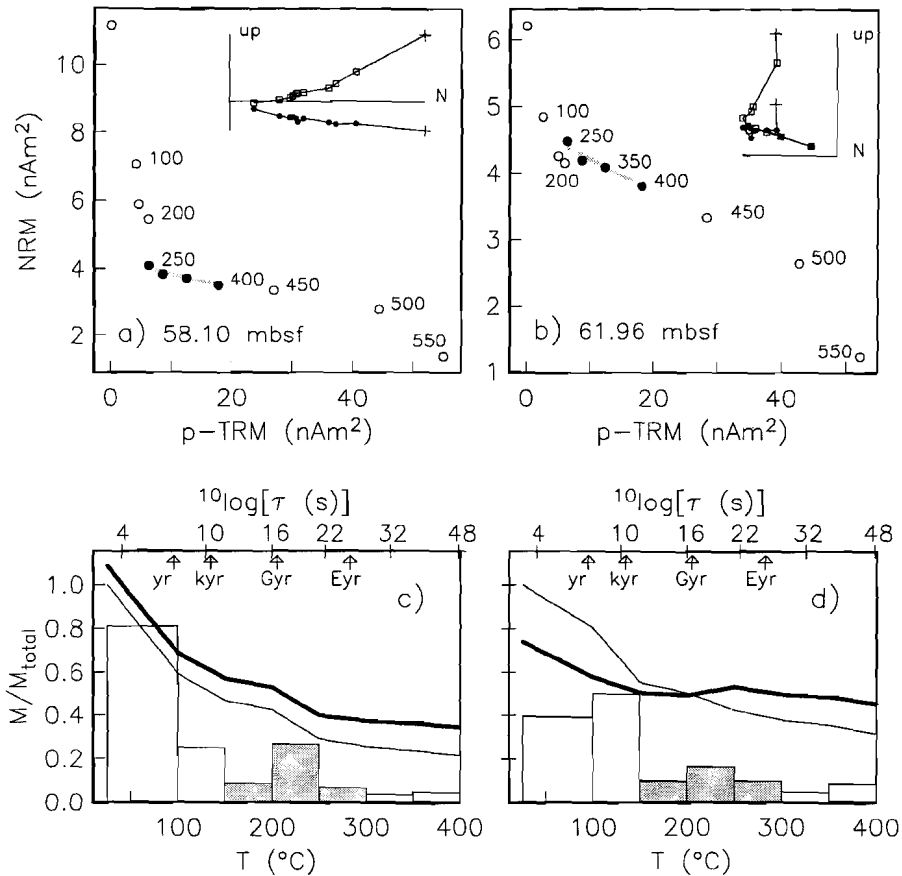 10
8
6
4
2
NRM (nAm²)
up
N
100
200
250
400
450
500
550
a) 58.10 mbsf
0
20
40
p-TRM (nAm²)
6
5
4
3
2
1
up
N
100
250
200
350
400
450
500
550
b) 61.96 mbsf
0
20
40
p-TRM (nAm²)
¹⁰log[τ (s)]
4
10
16
22
32
48
yr
kyr
Gyr
Eyr
c)
1.0
0.8
0.6
0.4
0.2
0.0
M/M_total
100
200
300
400
T (°C)
¹⁰log[τ (s)]
4
10
16
22
32
48
yr
kyr
Gyr
Eyr
d)
100
200
300
400
T (°C)